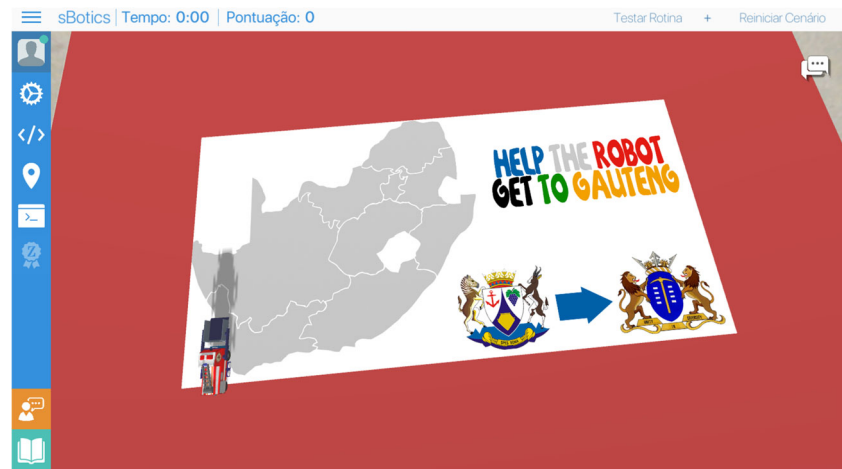 sBotics Tempo: 0:00 Pontuação: 0 Testar Rotina + Reiniciar Cenário
HELP THE ROBOT
GET TO GAUTENG